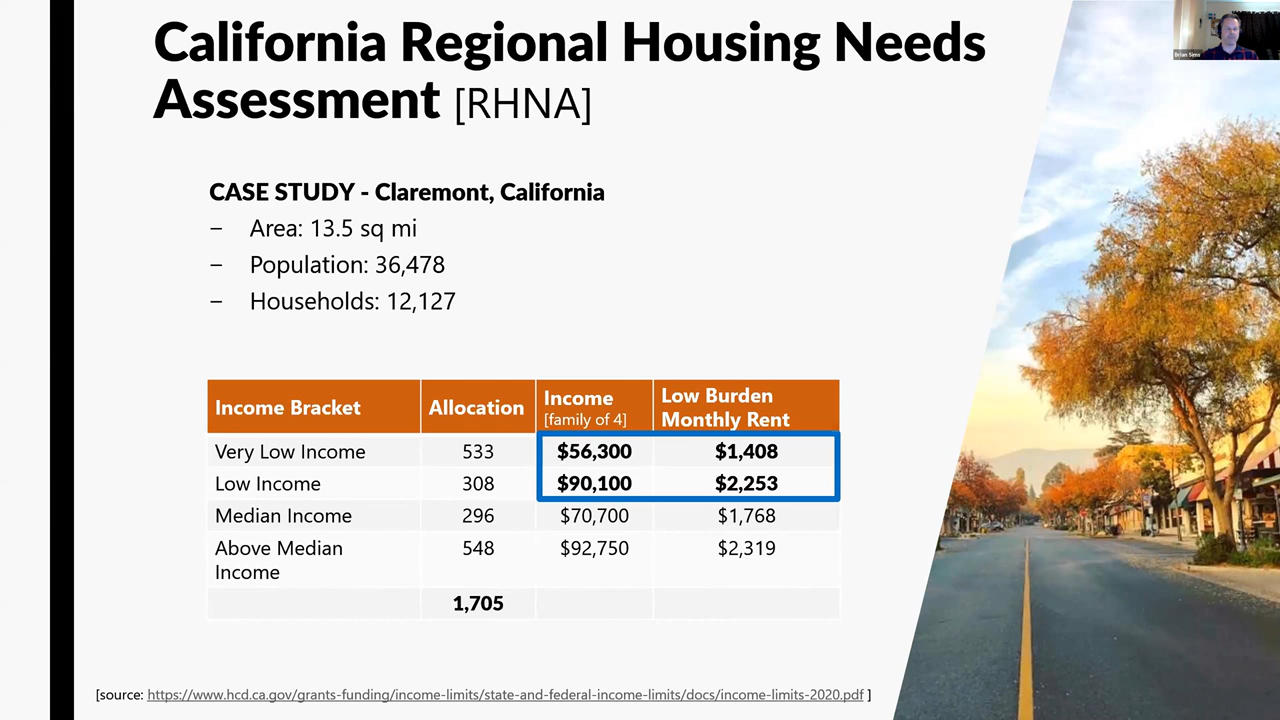 California Regional Housing Needs
Assessment [RHNA]
Brian Sims
CASE STUDY - Claremont, California
– Area: 13.5 sq mi
– Population: 36,478
– Households: 12,127
Income Bracket Allocation Income [family of 4] Low Burden Monthly Rent
Very Low Income 533 $56,300 $1,408
Low Income 308 $90,100 $2,253
Median Income 296 $70,700 $1,768
Above Median Income 548 $92,750 $2,319
1,705
[source: https://www.hcd.ca.gov/grants-funding/income-limits/state-and-federal-income-limits/docs/income-limits-2020.pdf ]